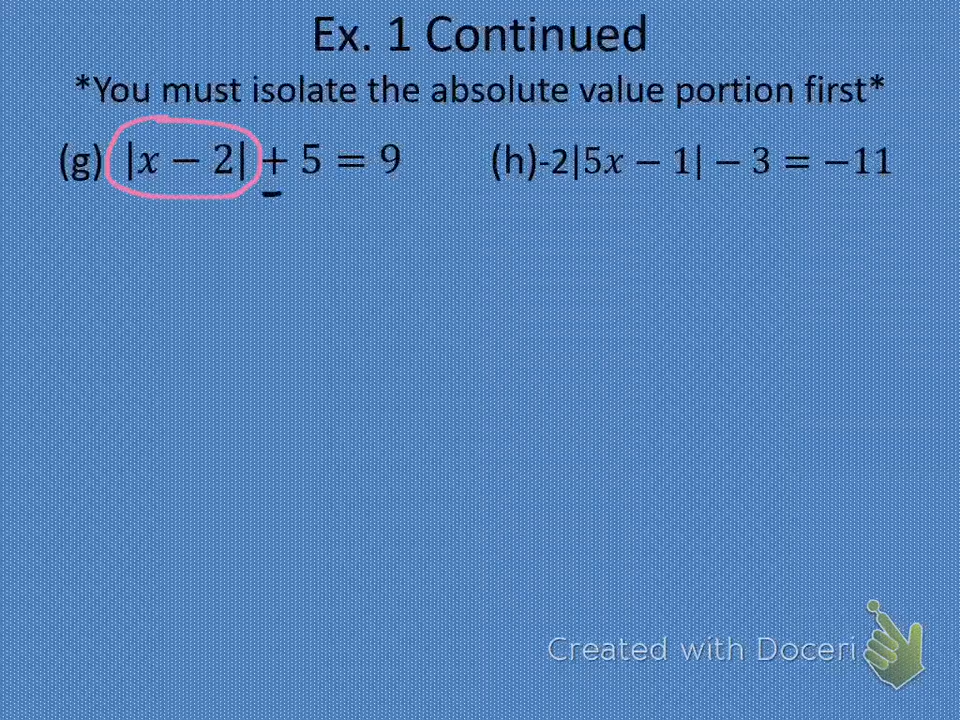 Ex. 1 Continued
*You must isolate the absolute value portion first*
(g) |x − 2| + 5 = 9
(h)-2|5x − 1| − 3 = −11
Created with Doceri